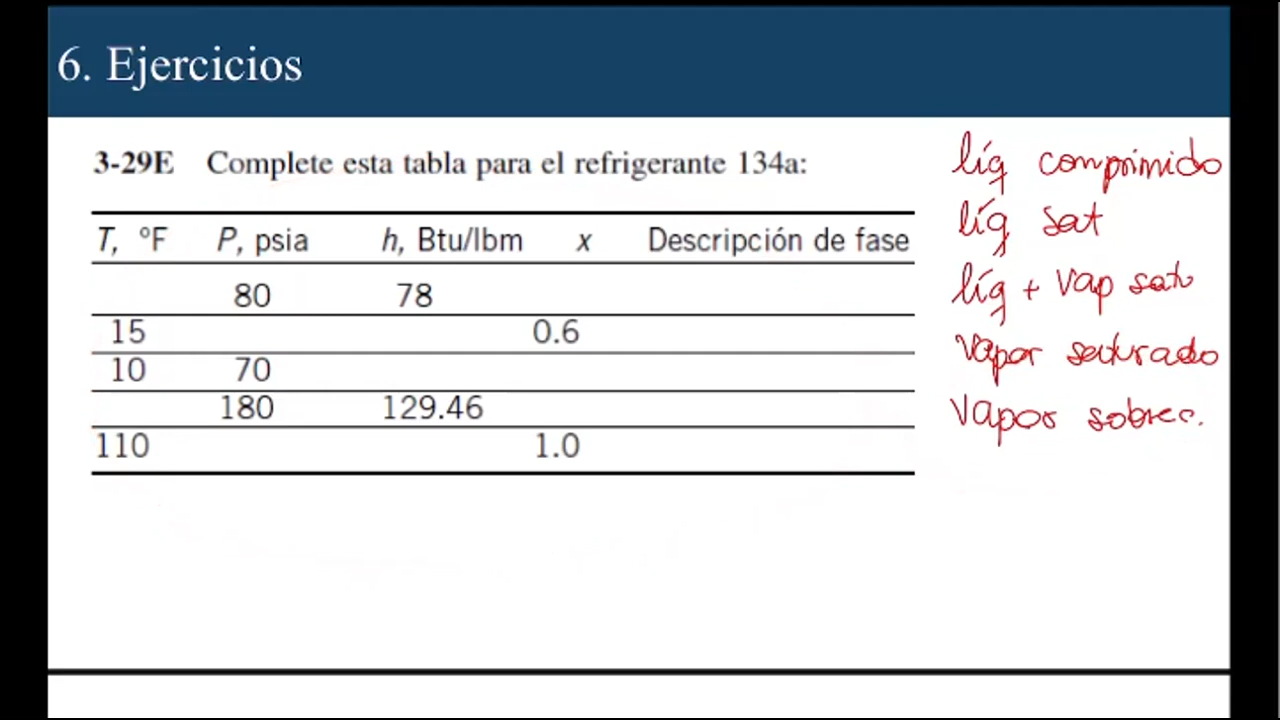 6. Ejercicios
3-29E Complete esta tabla para el refrigerante 134a:
T, °F P, psia h, Btu/lbm x Descripción de fase
80 78
15 0.6
10 70
180 129.46
110 1.0
líq comprimido
líq sat
líq + Vap sat
Vapor saturado
Vapor sobrec.